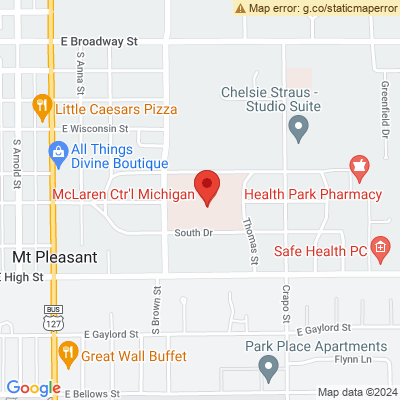 Map error: g.co/staticmaperror
E Broadway St
S Anna St
Chelsie Straus -
Studio Suite
Greenfield Dr
Little Caesars Pizza
E Wisconsin St
S Arnold St
All Things
Divine Boutique
McLaren Ctr'l Michigan
Health Park Pharmacy
South Dr
Thomas St
Safe Health PC
Mt Pleasant
E High St
S Brown St
Crapo St
BUS
127
E Gaylord St
E Gaylord St
Great Wall Buffet
Park Place Apartments
Flynn Ln
Google
E Bellows St
Map data ©2024